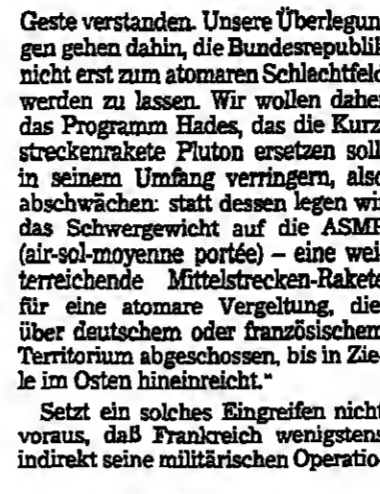 Geste verstanden. Unsere Überlegun
gen gehen dahin, die Bundesrepublik
nicht erst zum atomaren Schlachtfeld
werden zu lassen. Wir wollen daher
das Programm Hades, das die Kurz
streckenrakete Pluton ersetzen soll
in seinem Umfang verringern, also
abschwächen: statt dessen legen wir
das Schwergewicht auf die ASMP
(air-sol-moyenne portée) – eine wei
terreichende Mittelstrecken-Rakete
für eine atomare Vergeltung, die
über deutschem oder französischem
Territorium abgeschossen, bis in Zie-
le im Osten hineinreicht."
Setzt ein solches Eingreifen nicht
voraus, daß Frankreich wenigstens
indirekt seine militärischen Operatio-